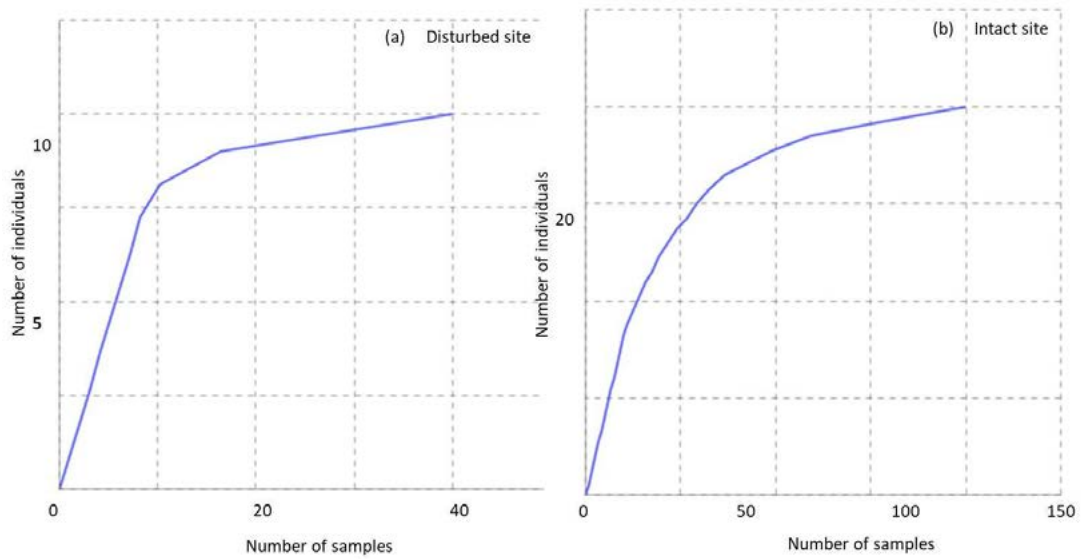 (a) Disturbed site
10
5
Number of individuals
0 20 40
Number of samples
(b) Intact site
20
Number of individuals
0 50 100 150
Number of samples